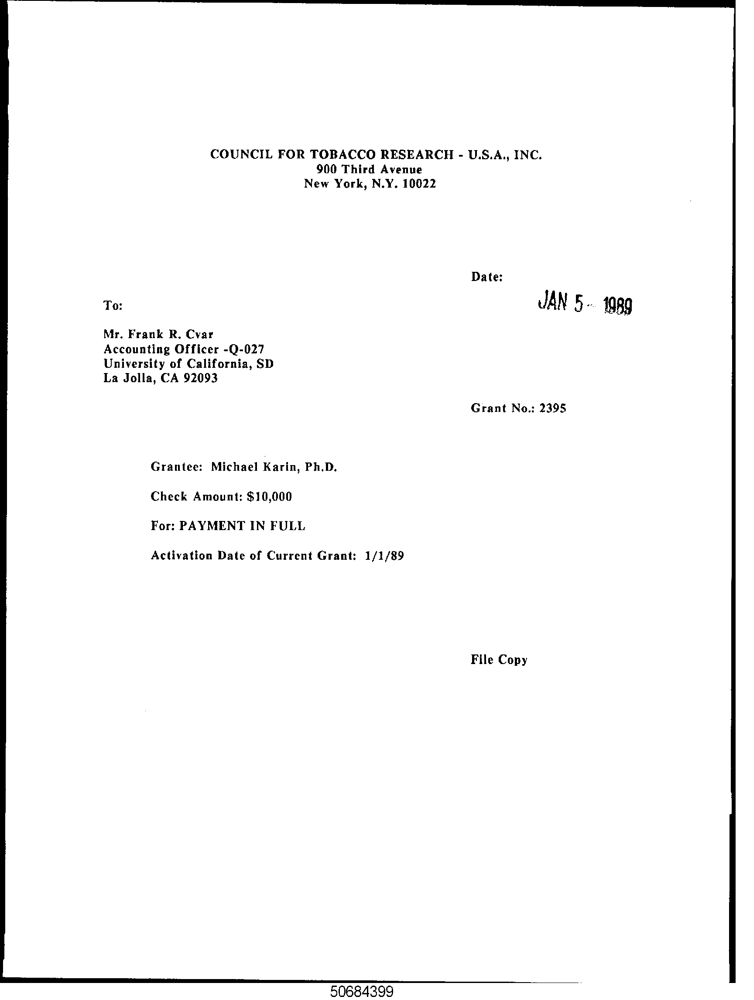 COUNCIL FOR TOBACCO RESEARCH - U.S.A., INC.
900 Third Avenue
New York, N.Y. 10022
Date:
JAN 5 - 1989
To:
Mr. Frank R. Cvar
Accounting Officer -Q-027
University of California, SD
La Jolla, CA 92093
Grant No.: 2395
Grantee: Michael Karin, Ph.D.
Check Amount: $10,000
For: PAYMENT IN FULL
Activation Date of Current Grant: 1/1/89
File Copy
50684399